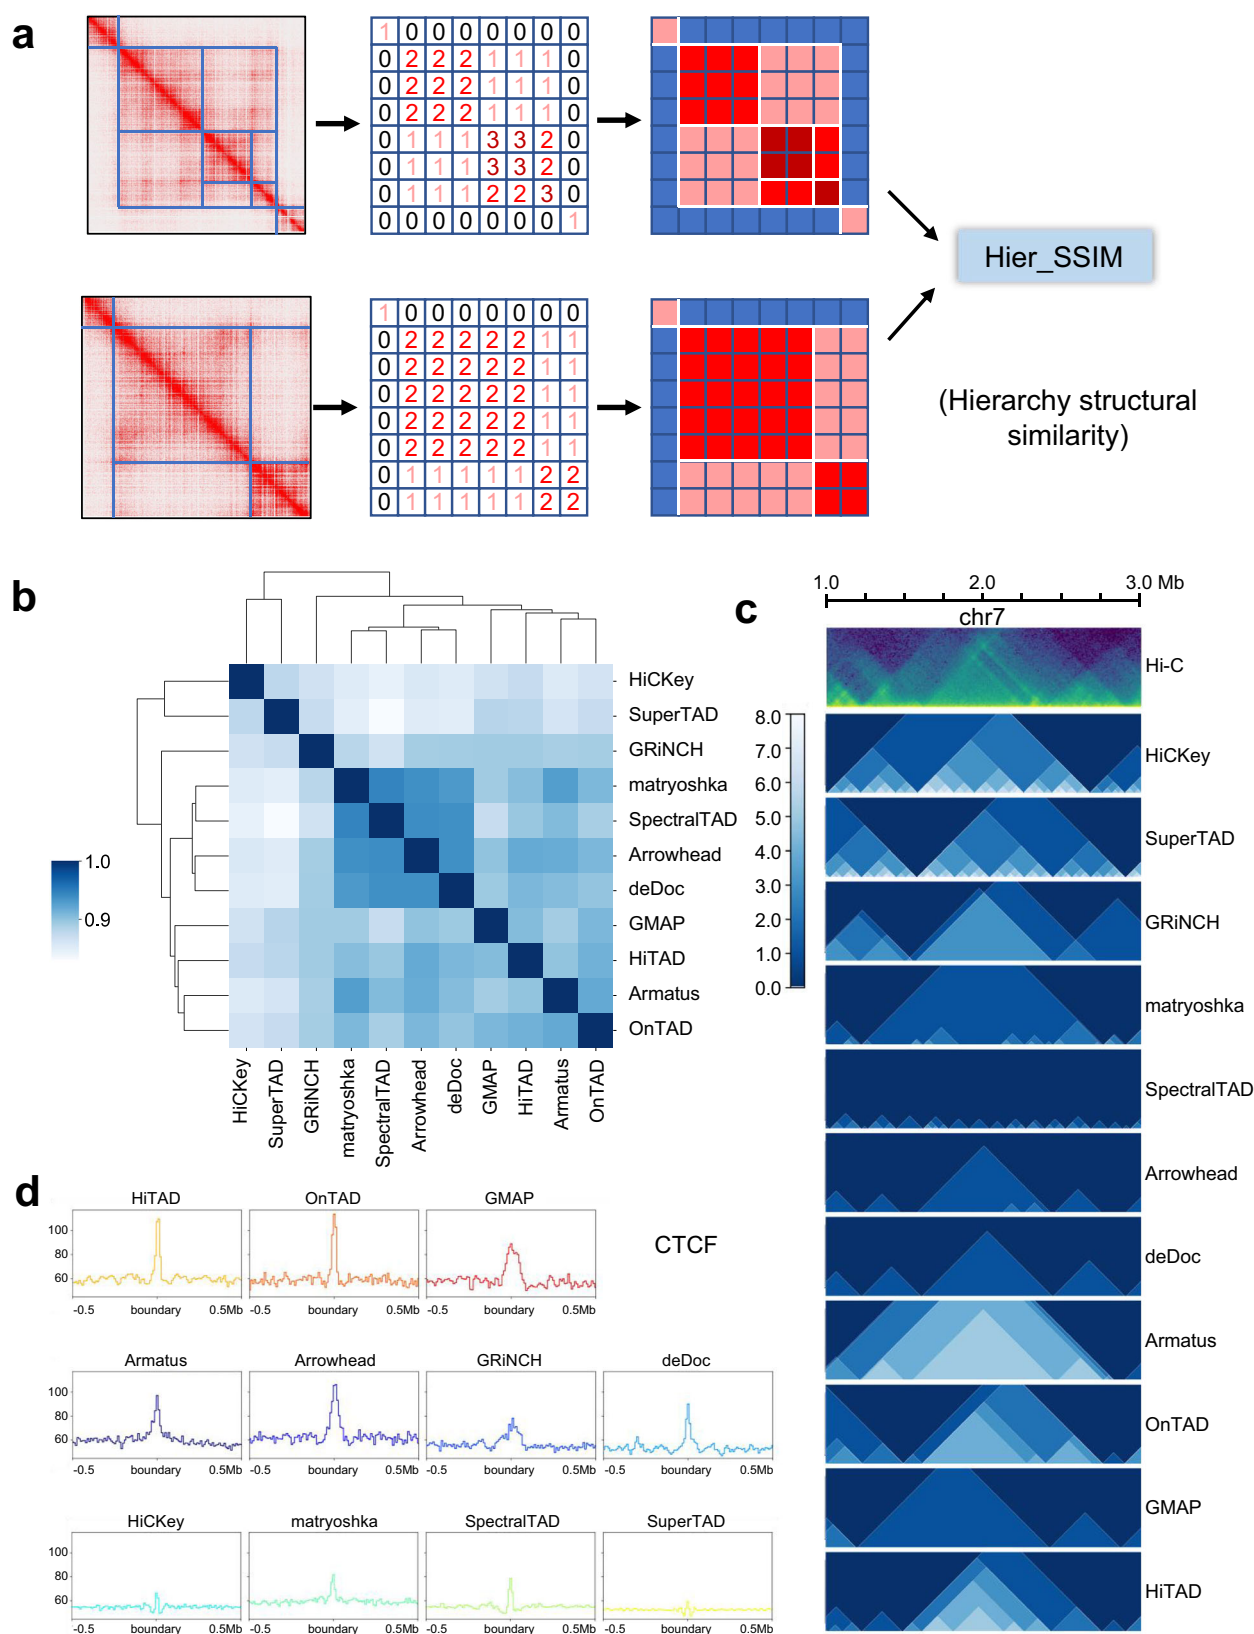 a
1 0 0 0 0 0 0 0
0 2 2 2 1 1 1 0
0 2 2 2 1 1 1 0
0 2 2 2 1 1 1 0
0 1 1 1 3 3 2 0
0 1 1 1 3 3 2 0
0 1 1 1 2 2 3 0
0 0 0 0 0 0 0 1
Hier_SSIM
1 0 0 0 0 0 0 0
0 2 2 2 2 2 1 1
0 2 2 2 2 2 1 1
0 2 2 2 2 2 1 1
0 2 2 2 2 2 1 1
0 2 2 2 2 2 1 1
0 1 1 1 1 1 2 2
0 1 1 1 1 1 2 2
(Hierarchy structural
similarity)
b
HiCKey
SuperTAD
GRiNCH
matryoshka
SpectralTAD
Arrowhead
deDoc
GMAP
HiTAD
Armatus
OnTAD
1.0
0.9
HiCKey
SuperTAD
GRiNCH
matryoshka
SpectralTAD
Arrowhead
deDoc
GMAP
HiTAD
Armatus
OnTAD
c
1.0 2.0 3.0 Mb
chr7
8.0
7.0
6.0
5.0
4.0
3.0
2.0
1.0
0.0
Hi-C
HiCKey
SuperTAD
GRiNCH
matryoshka
SpectralTAD
Arrowhead
deDoc
Armatus
OnTAD
GMAP
HiTAD
d
HiTAD OnTAD GMAP
CTCF
100
80
60
-0.5 boundary 0.5Mb -0.5 boundary 0.5Mb -0.5 boundary 0.5Mb
Armatus Arrowhead GRiNCH deDoc
100
80
60
-0.5 boundary 0.5Mb -0.5 boundary 0.5Mb -0.5 boundary 0.5Mb -0.5 boundary 0.5Mb
HiCKey matryoshka SpectralTAD SuperTAD
100
80
60
-0.5 boundary 0.5Mb -0.5 boundary 0.5Mb -0.5 boundary 0.5Mb -0.5 boundary 0.5Mb